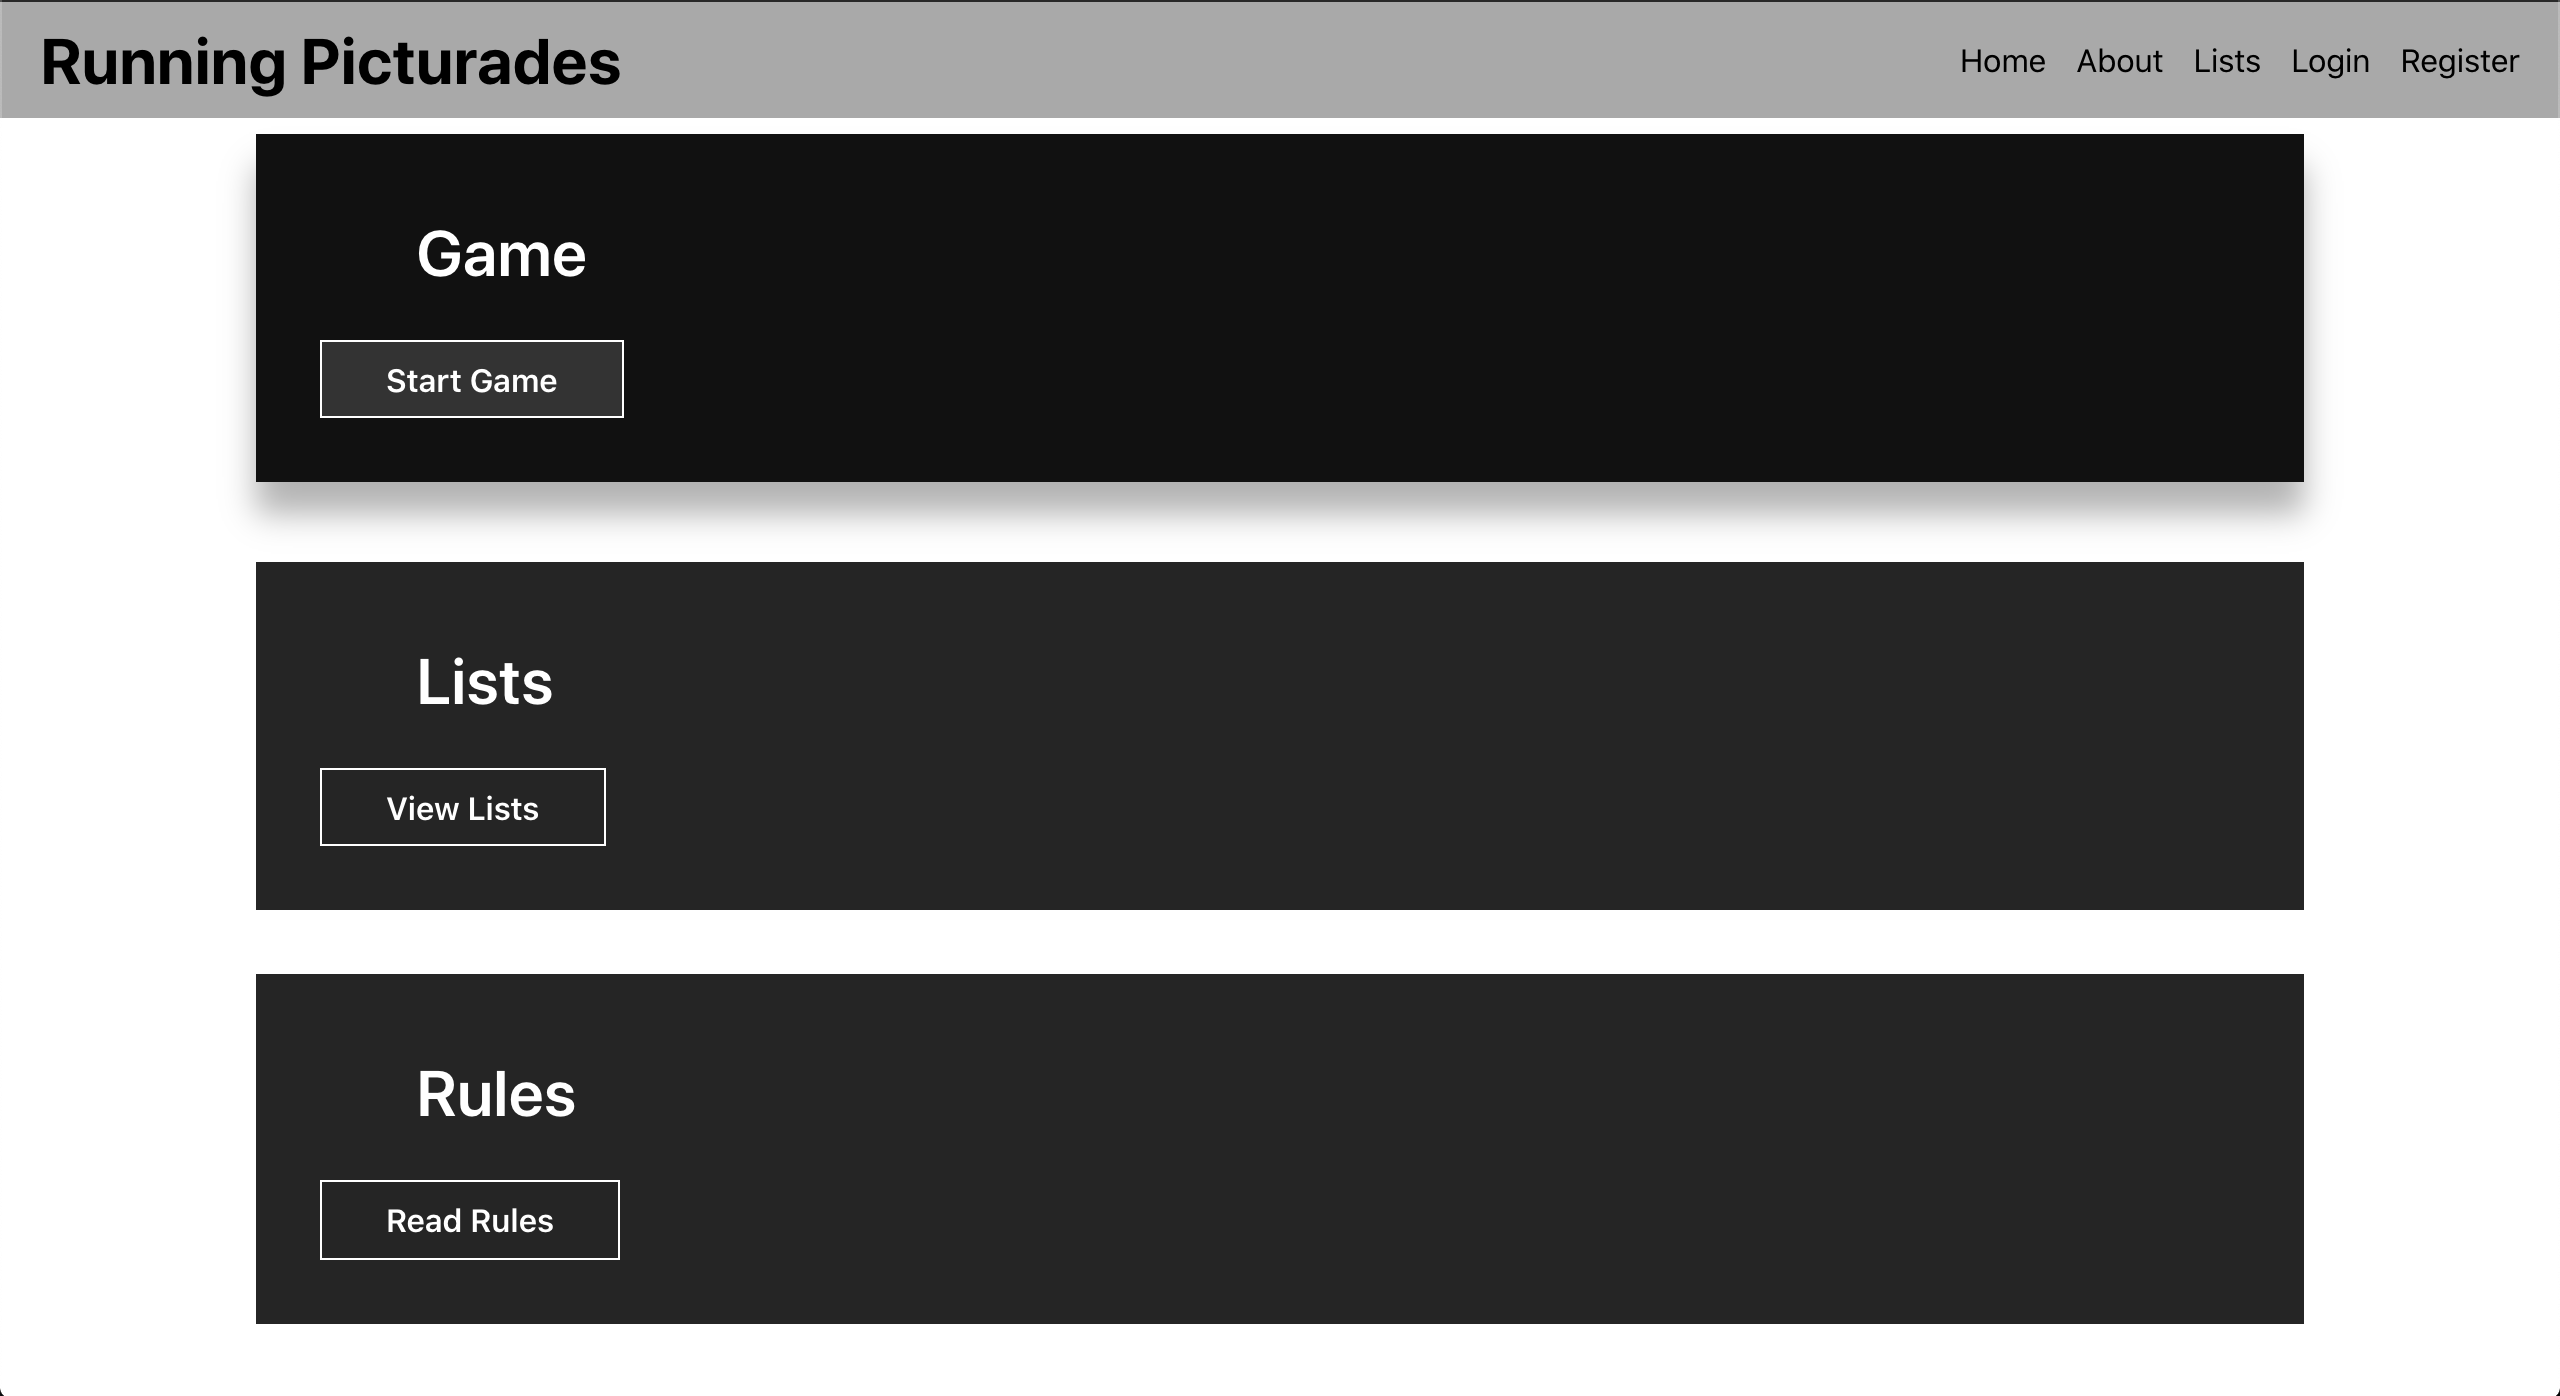 Running Picturades
Home About Lists Login Register
Game
Start Game
Lists
View Lists
Rules
Read Rules